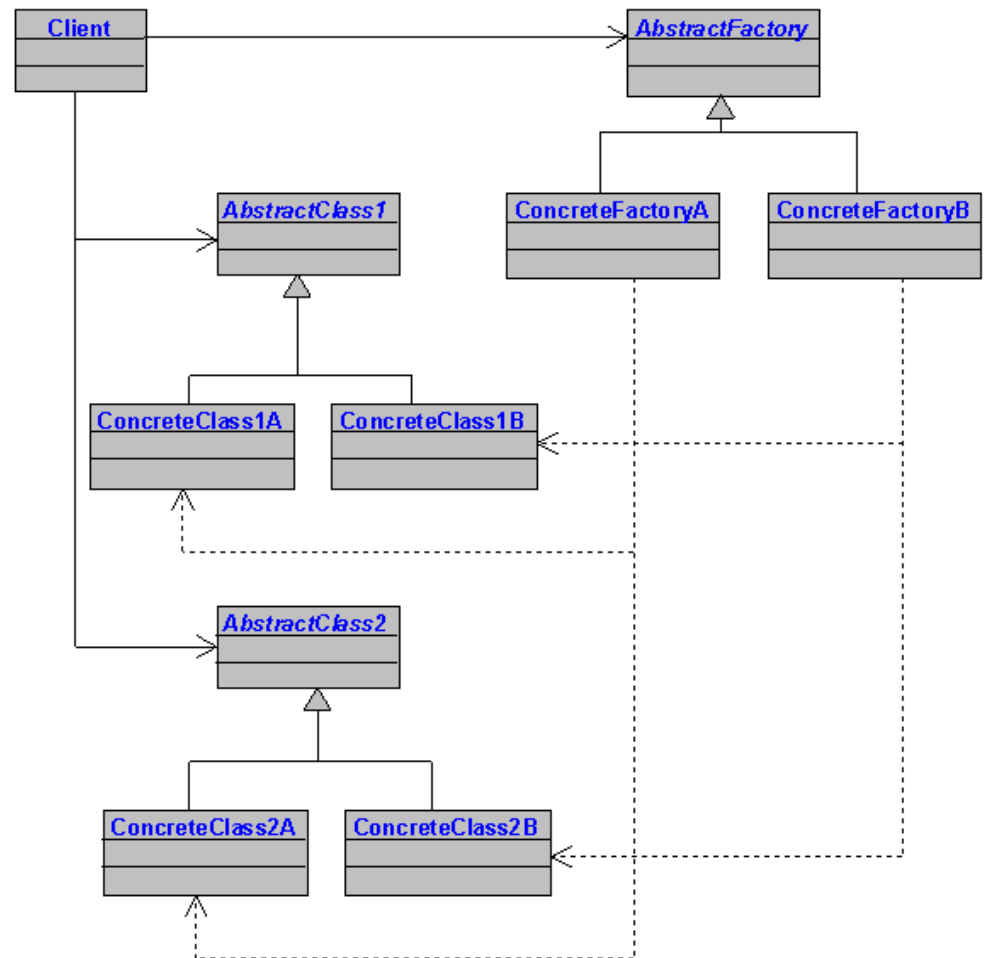 Client
AbstractFactory
AbstractClass1
ConcreteFactoryA
ConcreteFactoryB
ConcreteClass1A
ConcreteClass1B
AbstractClass2
ConcreteClass2A
ConcreteClass2B